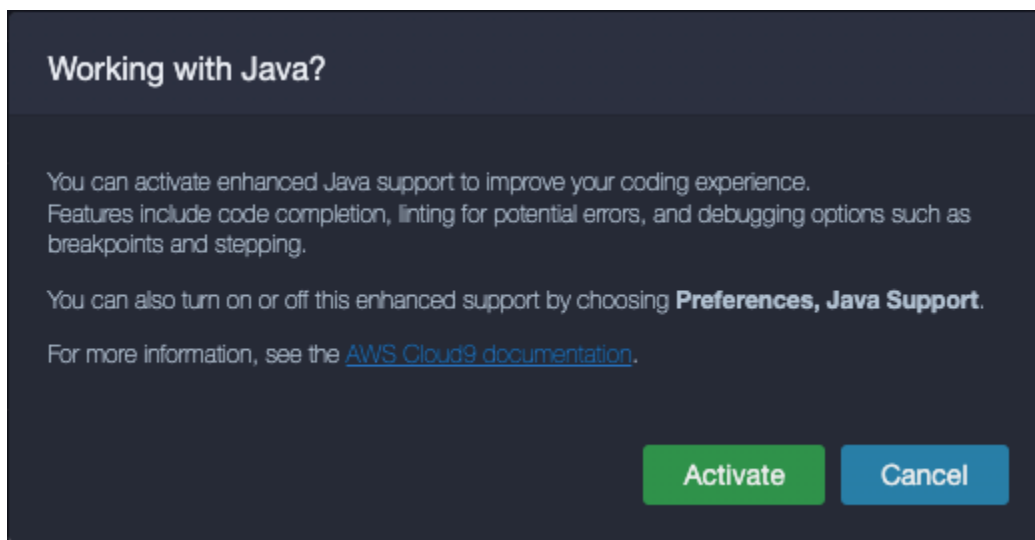 Working with Java?
You can activate enhanced Java support to improve your coding experience.
Features include code completion, linting for potential errors, and debugging options such as
breakpoints and stepping.
You can also turn on or off this enhanced support by choosing Preferences, Java Support.
For more information, see the AWS Cloud9 documentation.
Activate Cancel